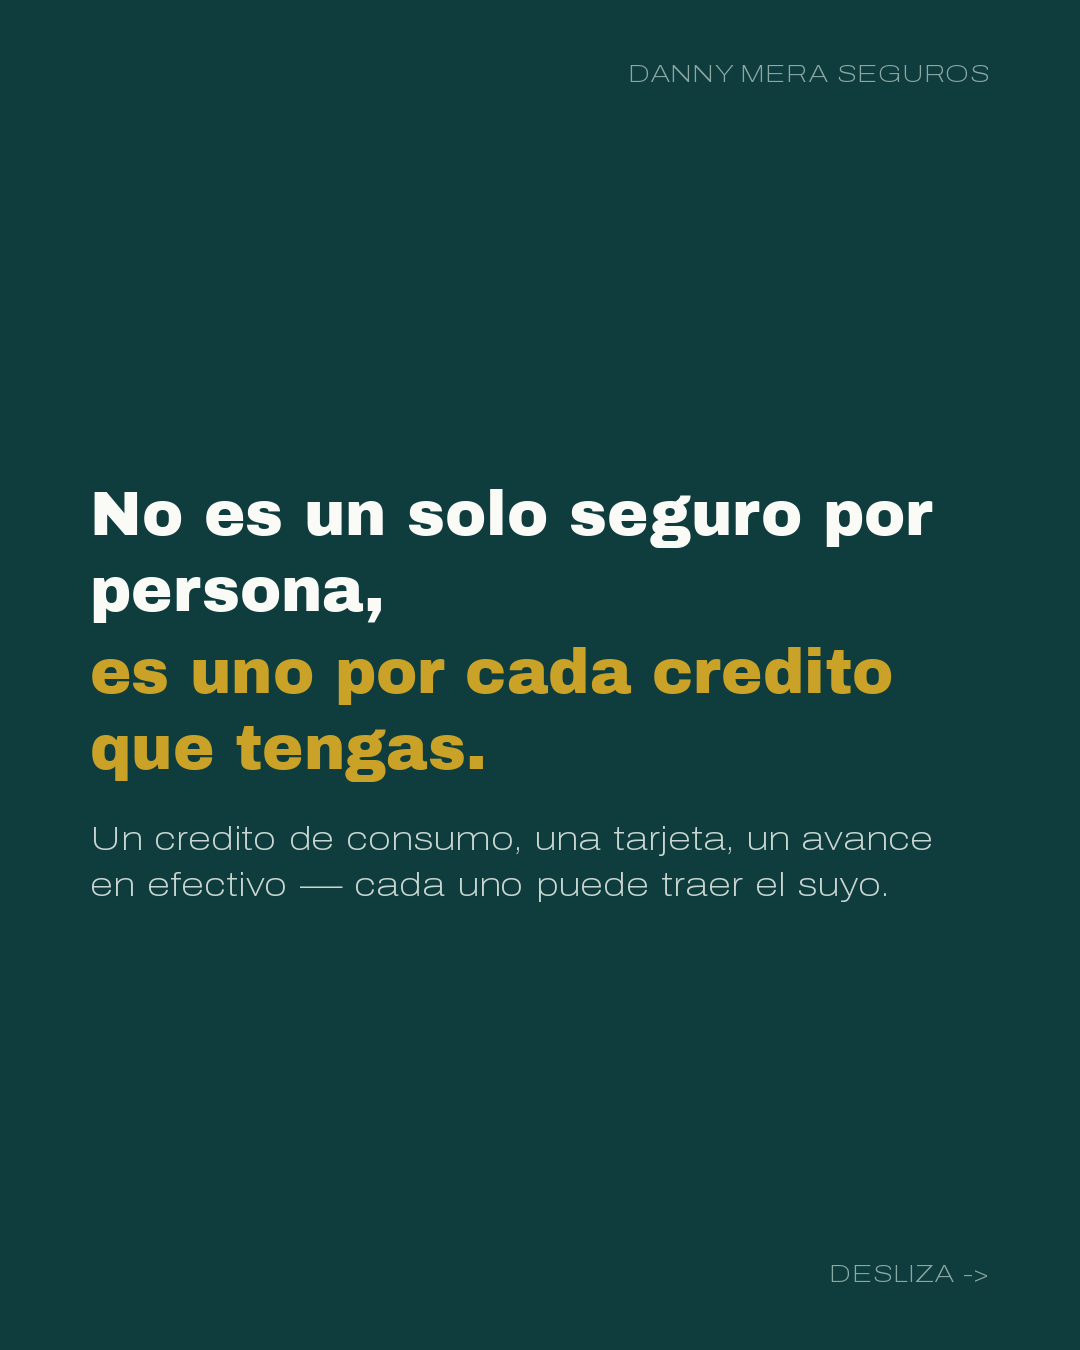 DANNY MERA SEGUROS
No es un solo seguro por
persona,
es uno por cada credito
que tengas.
Un credito de consumo, una tarjeta, un avance
en efectivo — cada uno puede traer el suyo.
DESLIZA ->